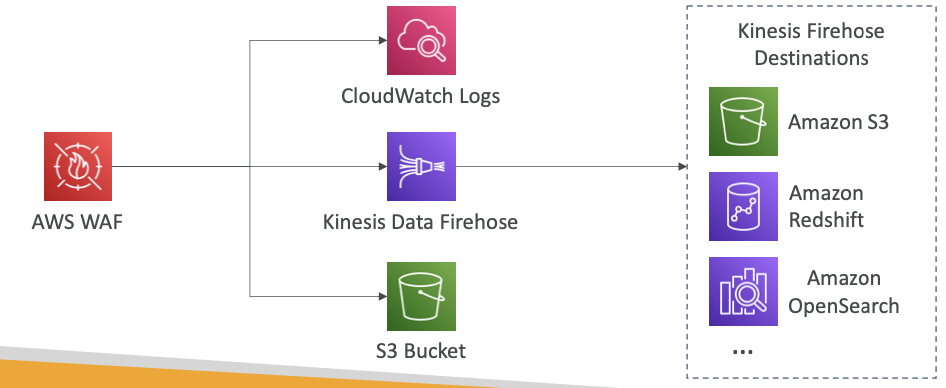 AWS WAF
CloudWatch Logs
Kinesis Data Firehose
S3 Bucket
Kinesis Firehose
Destinations
Amazon S3
Amazon
Redshift
Amazon
OpenSearch
...